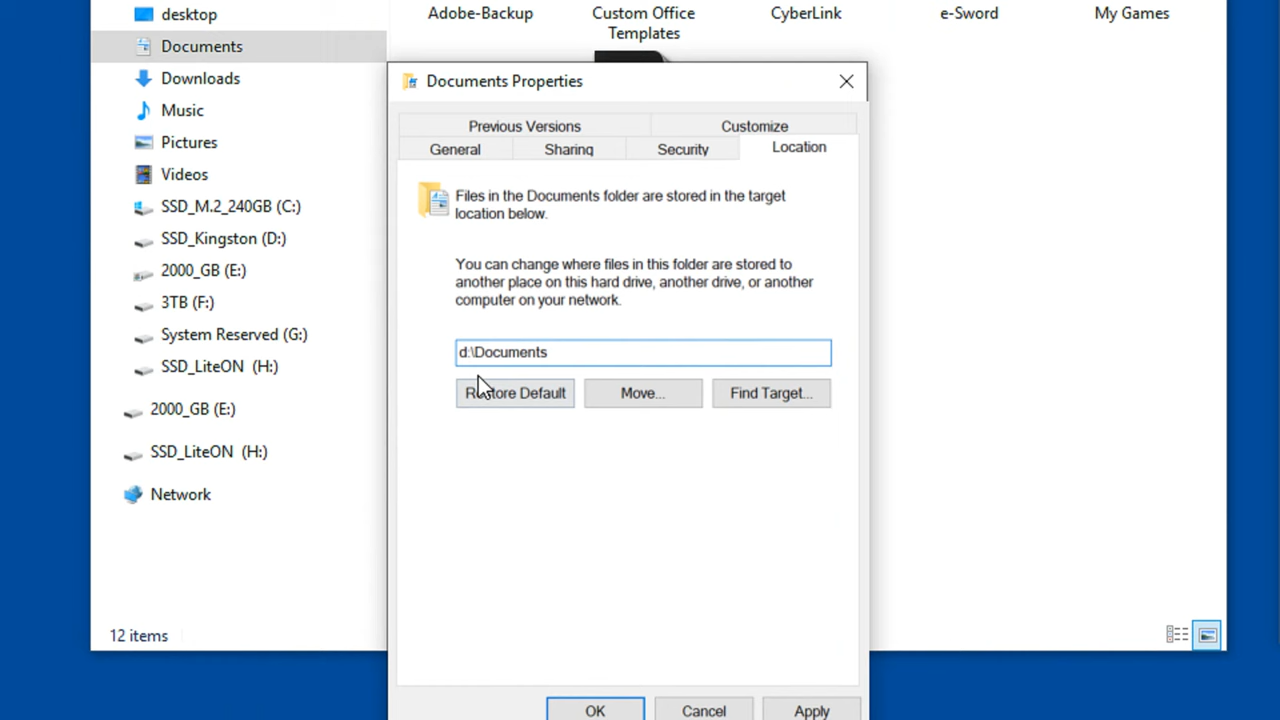 desktop
Documents
Downloads
Music
Pictures
Videos
SSD_M.2_240GB (C:)
SSD_Kingston (D:)
2000_GB (E:)
3TB (F:)
System Reserved (G:)
SSD_LiteON (H:)
2000_GB (E:)
SSD_LiteON (H:)
Network
12 items
Adobe-Backup
Custom Office
Templates
CyberLink
e-Sword
My Games
Documents Properties
Previous Versions
Customize
General
Sharing
Security
Location
Files in the Documents folder are stored in the target
location below.
You can change where files in this folder are stored to
another place on this hard drive, another drive, or another
computer on your network.
d:\Documents
Restore Default
Move...
Find Target...
OK
Cancel
Apply